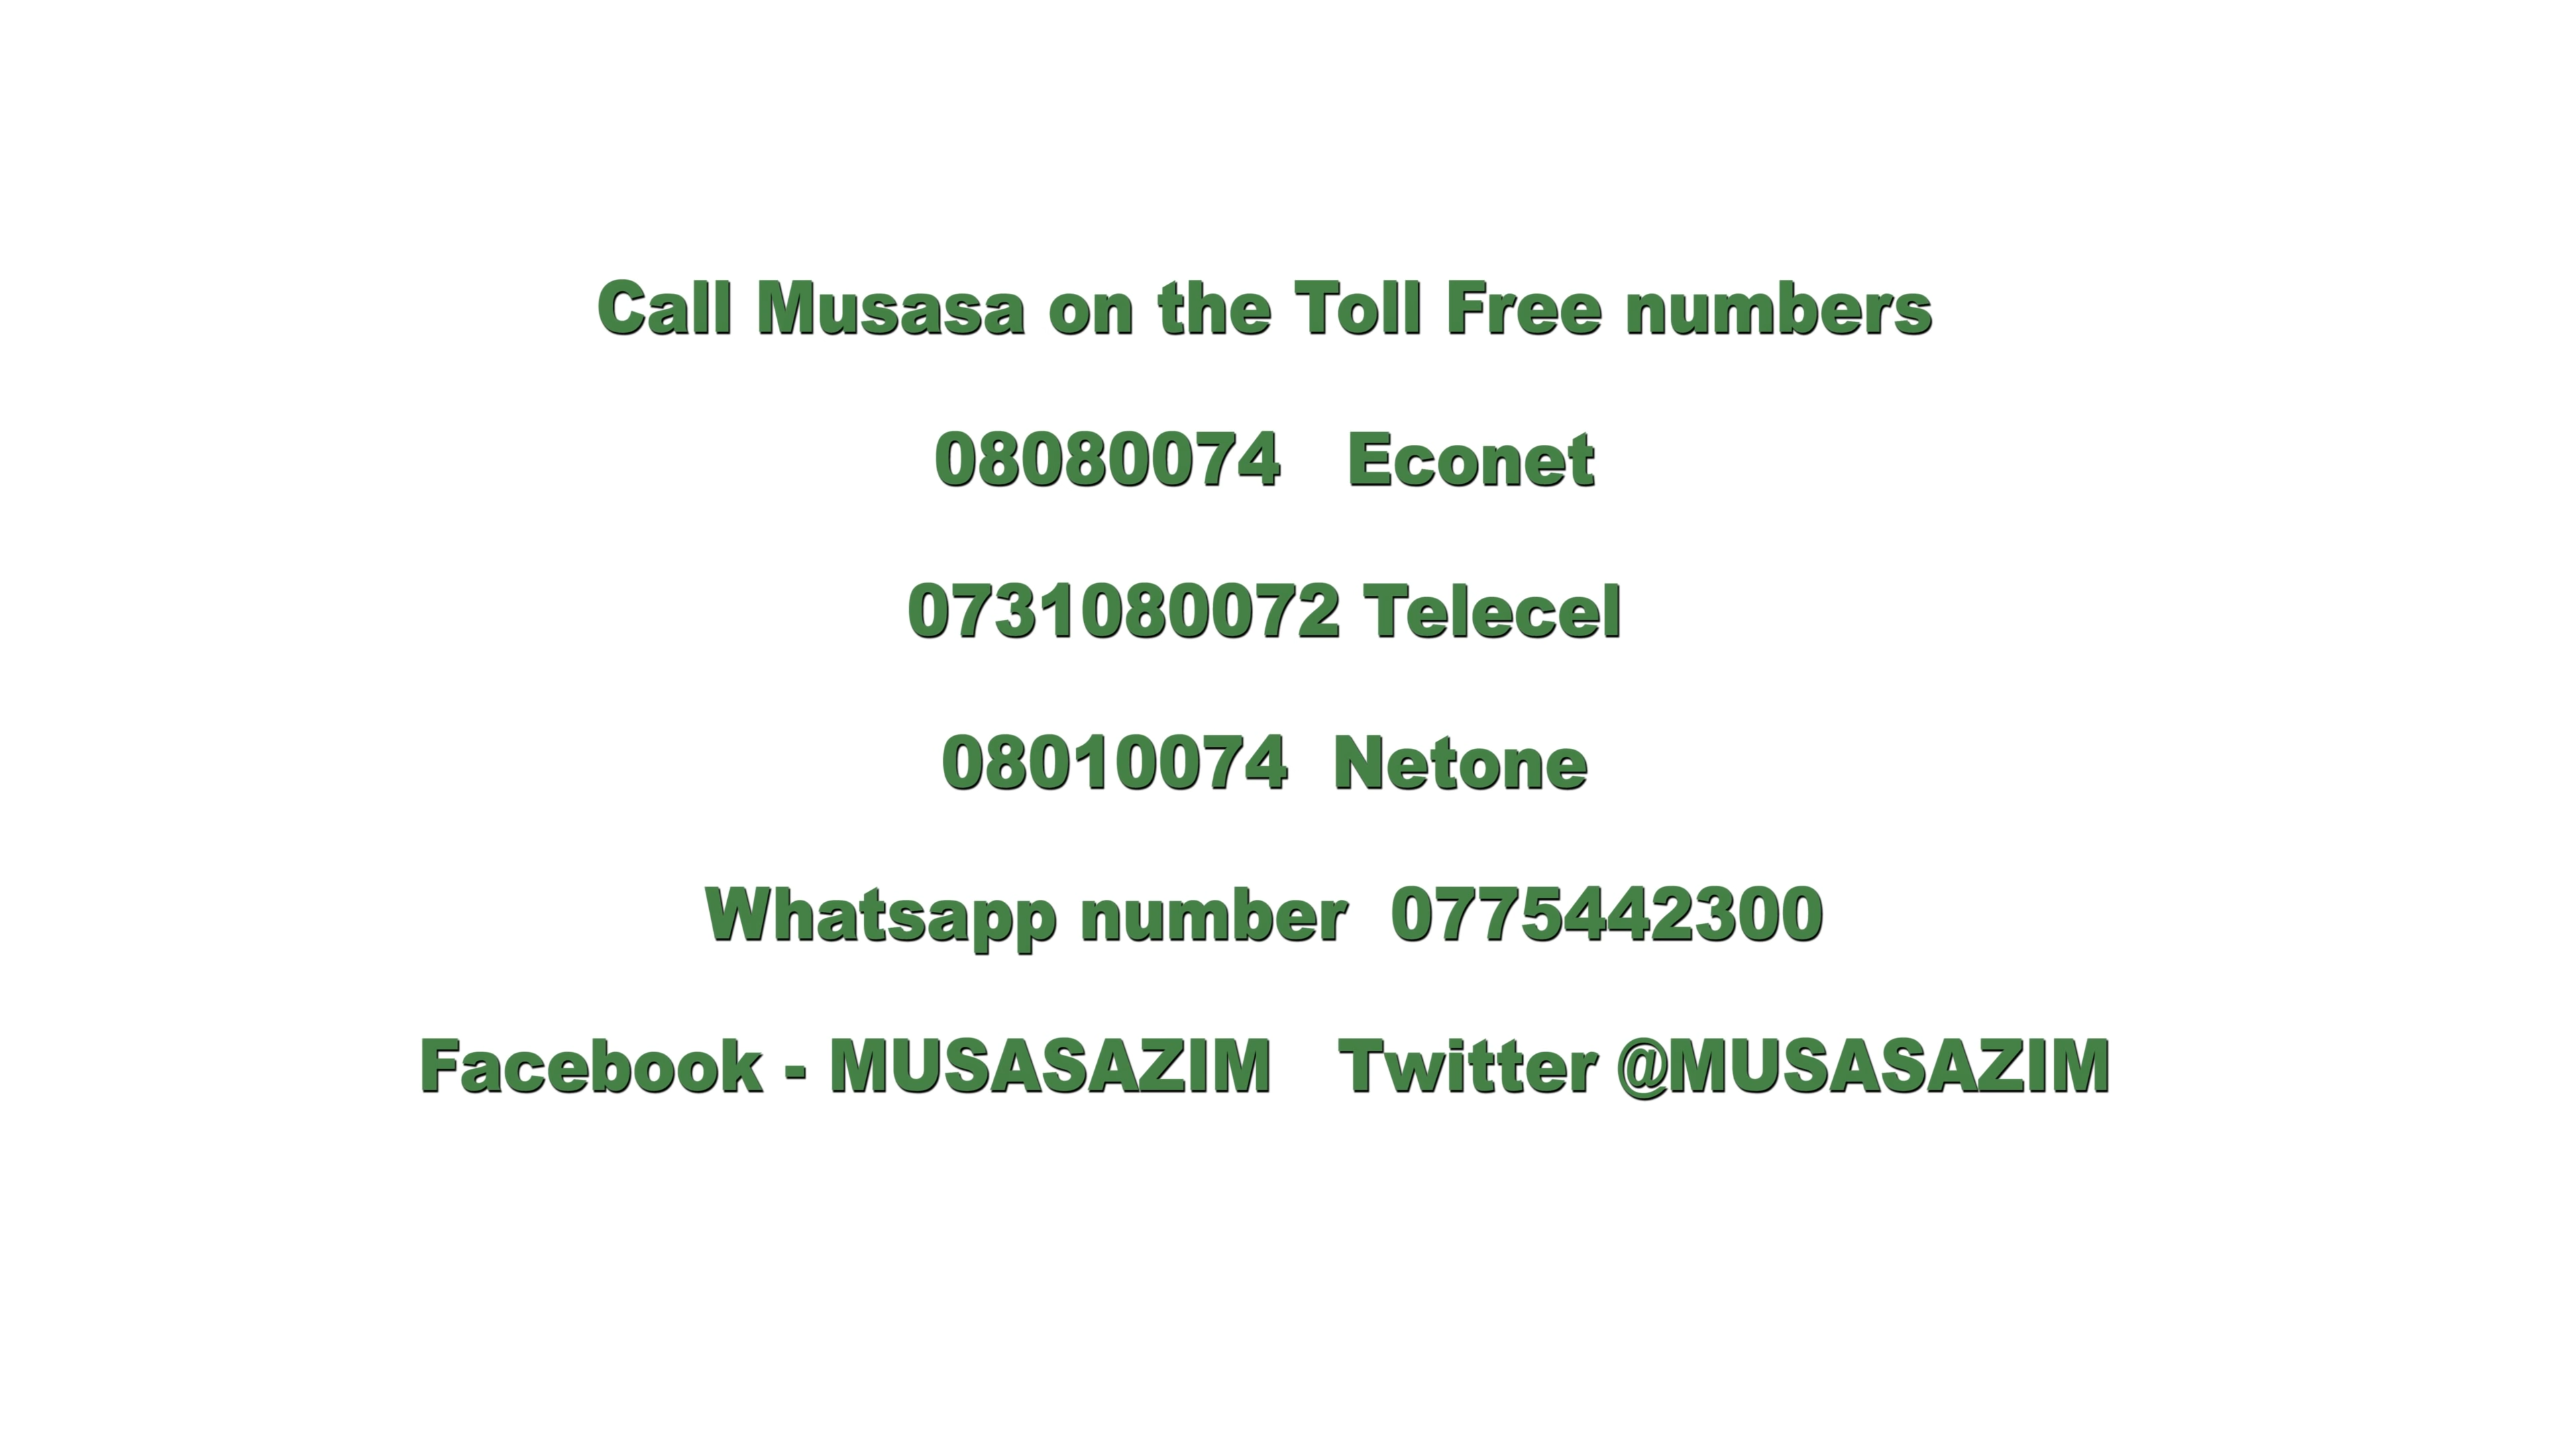 Call Musasa on the Toll Free numbers
08080074 Econet
0731080072 Telecel
08010074 Netone
Whatsapp number 0775442300
Facebook - MUSASAZIM Twitter @MUSASAZIM